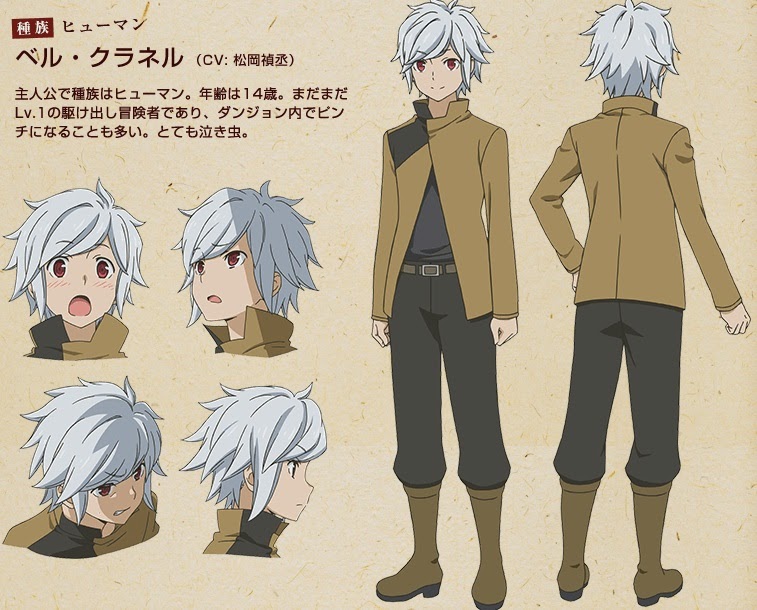 種族 ヒューマン
ベル・クラネル (CV: 松岡禎丞)
主人公で種族はヒューマン。年齢は14歳。まだまだ
Lv.1の駆け出し冒険者であり、ダンジョン内でピン
チになることも多い。とても泣き虫。